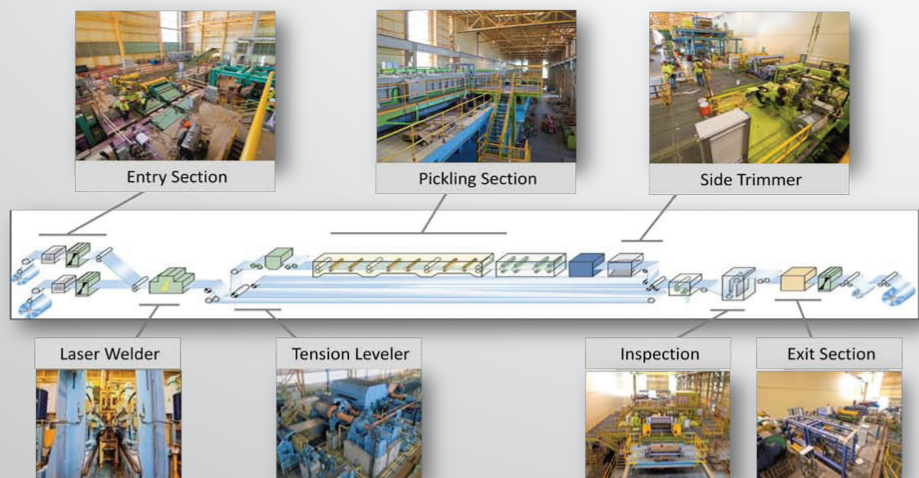 Entry Section
Pickling Section
Side Trimmer
Laser Welder
Tension Leveler
Inspection
Exit Section